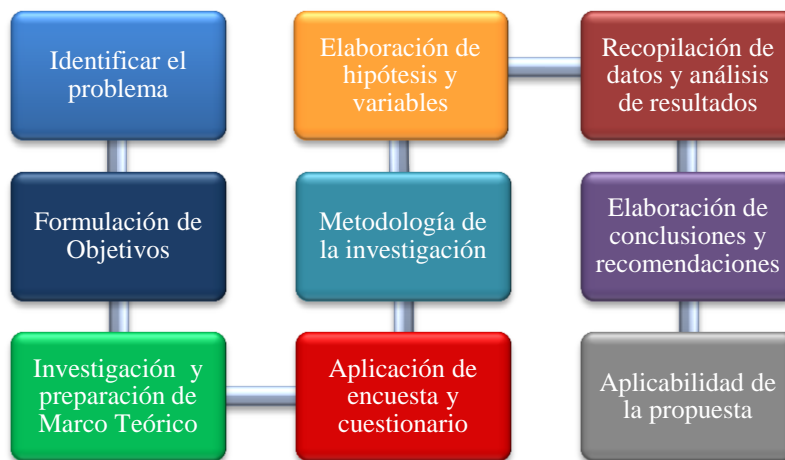 Identificar el
problema
Formulación de
Objetivos
Investigación y
preparación de
Marco Teórico
Aplicación de
encuesta y
cuestionario
Metodología de
la investigación
Elaboración de
hipótesis y
variables
Recopilación de
datos y análisis
de resultados
Elaboración de
conclusiones y
recomendaciones
Aplicabilidad de
la propuesta